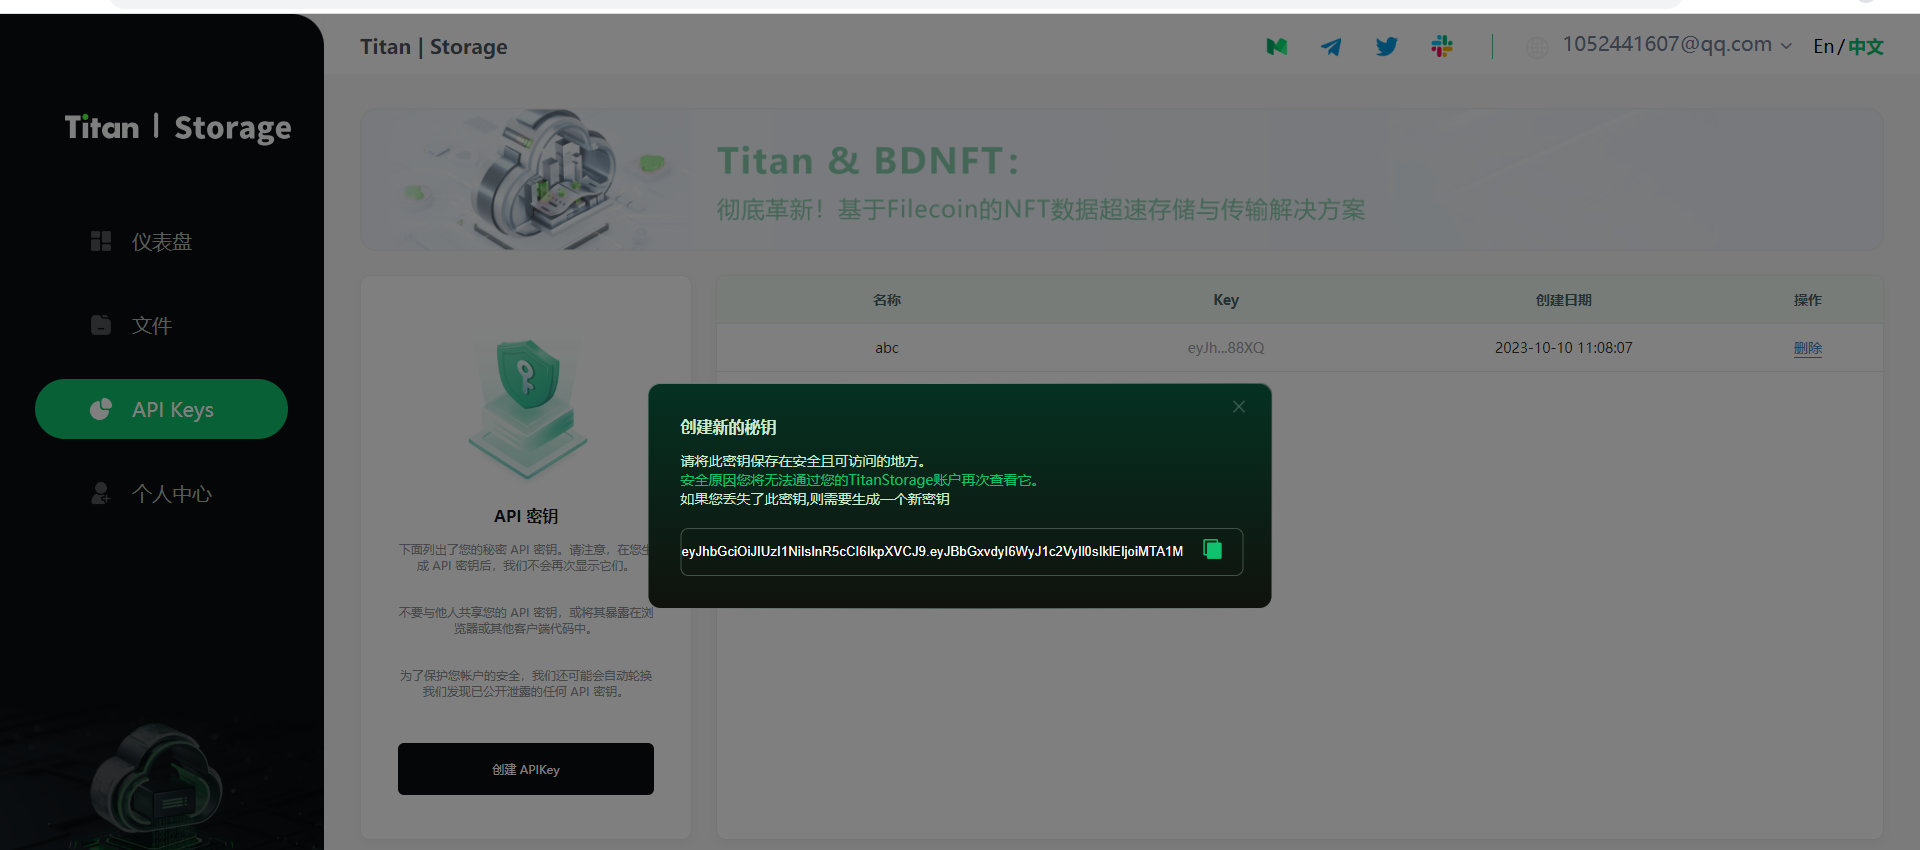 Titan | Storage
1052441607@qq.com
En/中文
Titan | Storage
仪表盘
文件
API Keys
个人中心
Titan & BDNFT:
彻底革新！基于Filecoin的NFT数据超速存储与传输解决方案
API 密钥
下面列出了您的秘密 API 密钥。请注意，在您生
成 API 密钥后，我们不会再次显示它们。
不要与他人共享您的 API 密钥，或将其暴露在浏
览器或其他客户端代码中。
为了保护您帐户的安全，我们还可能会自动轮换
我们发现已公开泄露的任何 API 密钥。
创建 APIKey
名称 Key 创建日期 操作
abc eyJh...88XQ 2023-10-10 11:08:07 删除
创建新的秘钥
请将此密钥保存在安全且可访问的地方。
安全原因您将无法通过您的TitanStorage账户再次查看它。
如果您丢失了此密钥,则需要生成一个新密钥
eyJhbGciOiJIUzI1NiIsInR5cCI6IkpXVCJ9.eyJBbGxvdyI6WyJ1c2VyIl0sIklEIjoiMTA1M